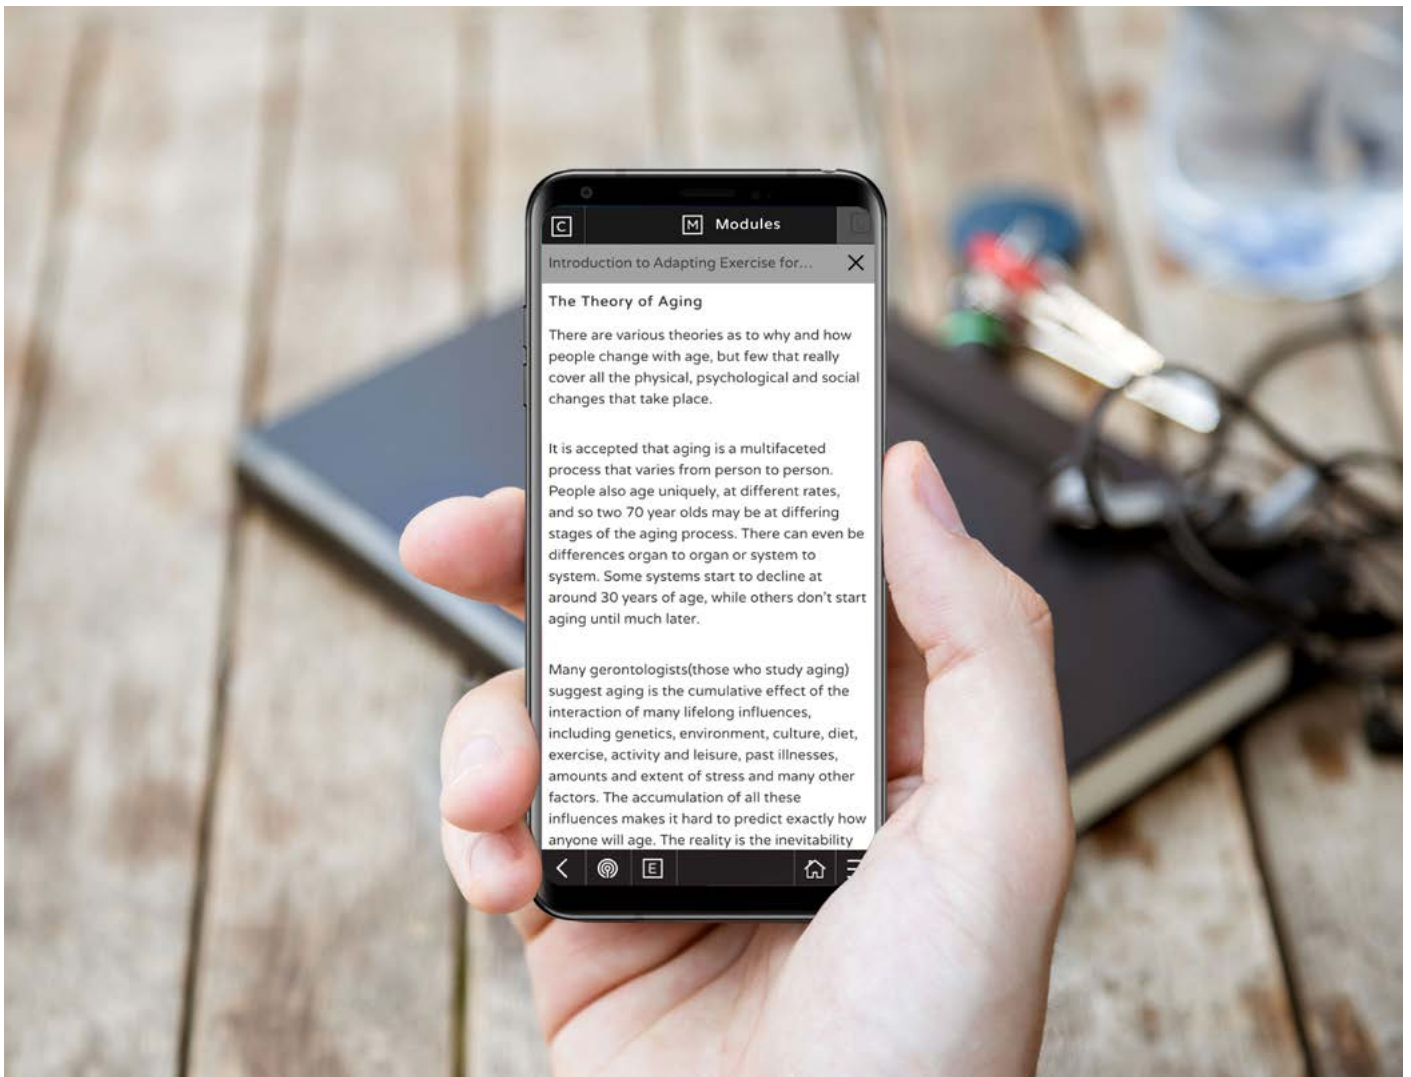 C
M Modules
Introduction to Adapting Exercise for...
The Theory of Aging
There are various theories as to why and how
people change with age, but few that really
cover all the physical, psychological and social
changes that take place.
It is accepted that aging is a multifaceted
process that varies from person to person.
People also age uniquely, at different rates,
and so two 70 year olds may be at differing
stages of the aging process. There can even be
differences organ to organ or system to
system. Some systems start to decline at
around 30 years of age, while others don't start
aging until much later.
Many gerontologists(those who study aging)
suggest aging is the cumulative effect of the
interaction of many lifelong influences,
including genetics, environment, culture, diet,
exercise, activity and leisure, past illnesses,
amounts and extent of stress and many other
factors. The accumulation of all these
influences makes it hard to predict exactly how
anyone will age. The reality is the inevitability
E